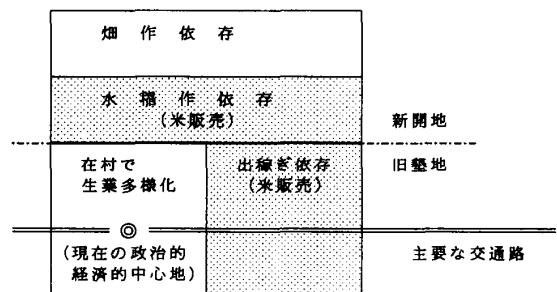 畑作依存
水稲作依存
(米販売)
新開地
在村で
生業多様化
出稼ぎ依存
(米販売)
旧墾地
(現在の政治的
経済的中心地)
主要な交通路